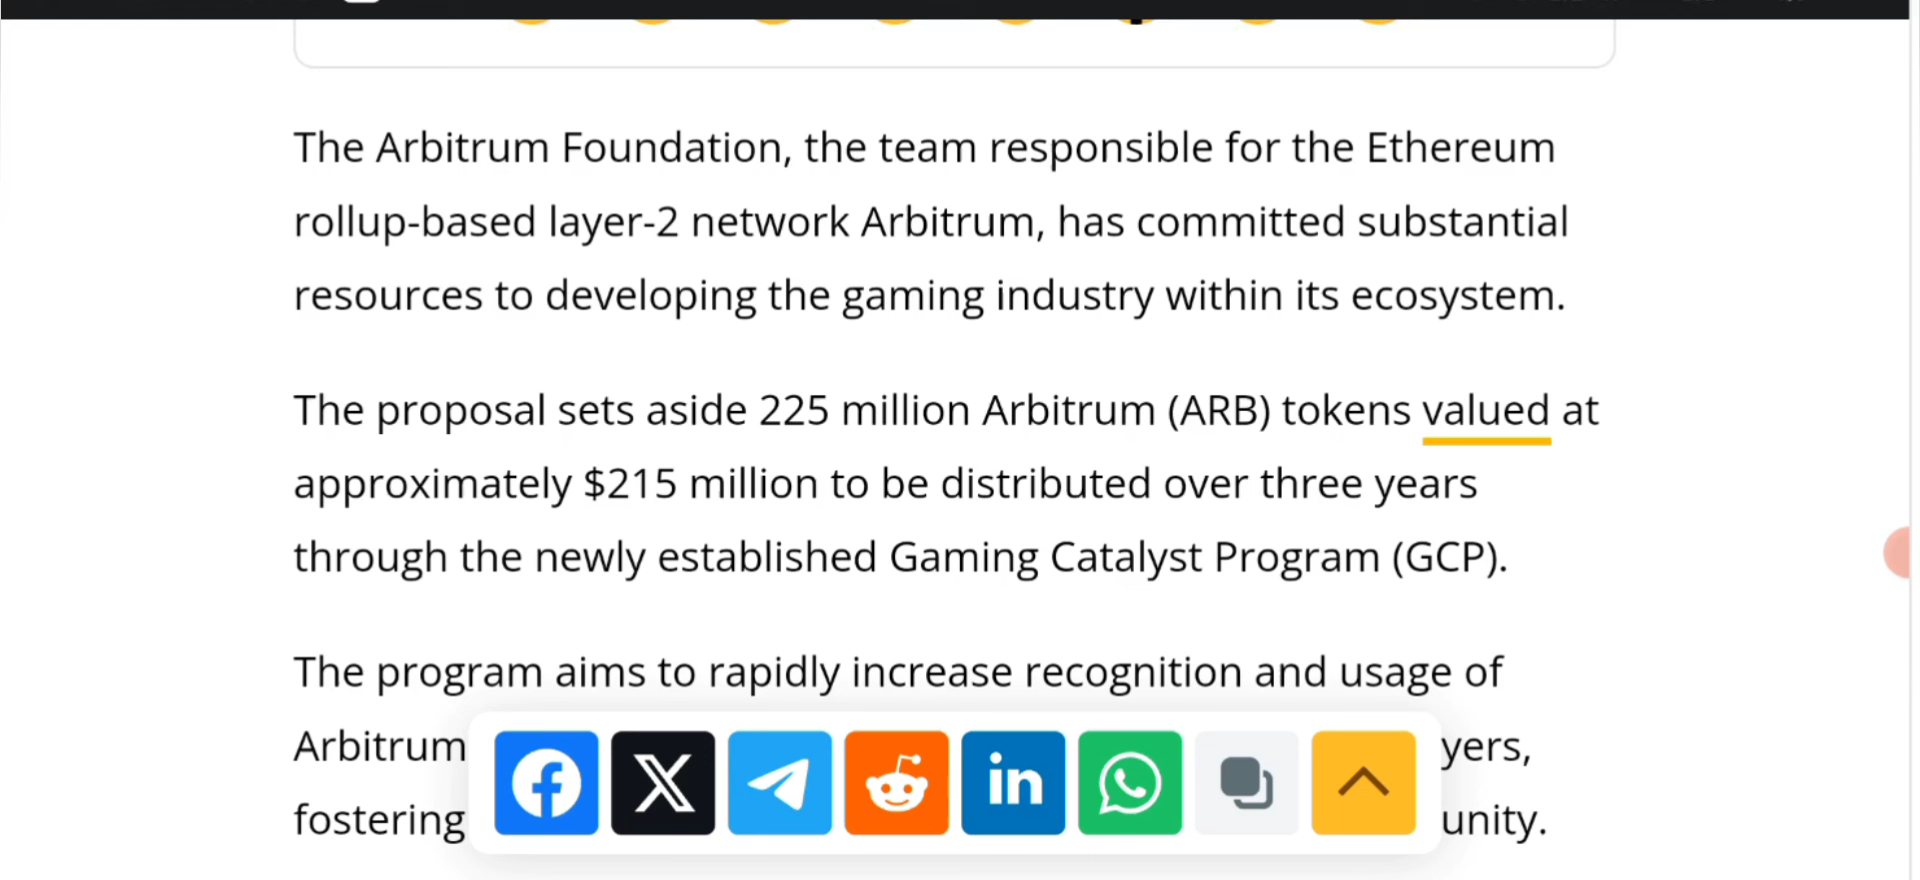 The Arbitrum Foundation, the team responsible for the Ethereum
rollup-based layer-2 network Arbitrum, has committed substantial
resources to developing the gaming industry within its ecosystem.
The proposal sets aside 225 million Arbitrum (ARB) tokens valued at
approximately $215 million to be distributed over three years
through the newly established Gaming Catalyst Program (GCP).
The program aims to rapidly increase recognition and usage of
Arbitrum yers,
fostering unity.